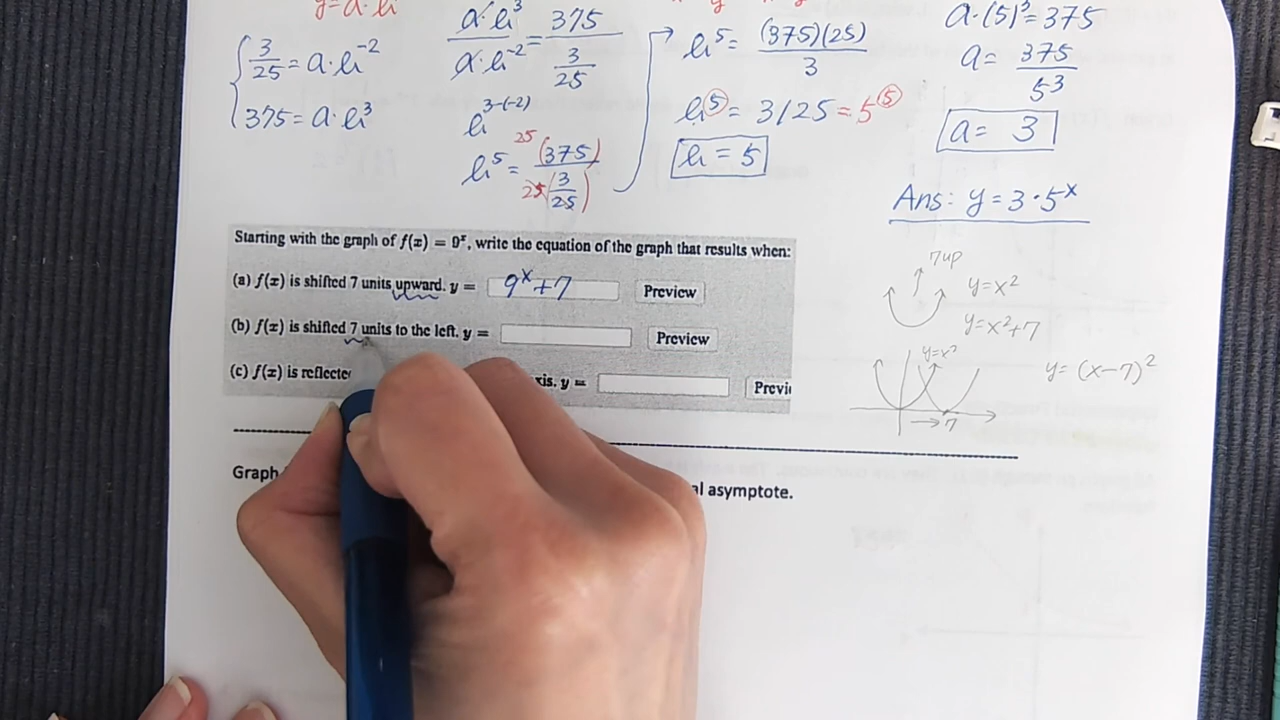 y=a·b
{ 3/25 = a·b^-2
375 = a·b^3
a·b^3 / a·b^-2 = 375 / 3/25
b^3-(-2)
b^5 = 25(375) / 25(3/25)
b^5 = (375)(25) / 3
b^5 = 3125 = 5^5
b = 5
a·(5)^3 = 375
a = 375 / 5^3
a = 3
Ans: y = 3·5^x
Starting with the graph of f(x) = 9^x, write the equation of the graph that results when:
(a) f(x) is shifted 7 units upward. y = 9^x+7 Preview
(b) f(x) is shifted 7 units to the left. y = Preview
(c) f(x) is reflecte xis. y = Previ
7up
y=x^2
y=x^2+7
y=x^2
→7
y=(x-7)^2
Graph al asymptote.